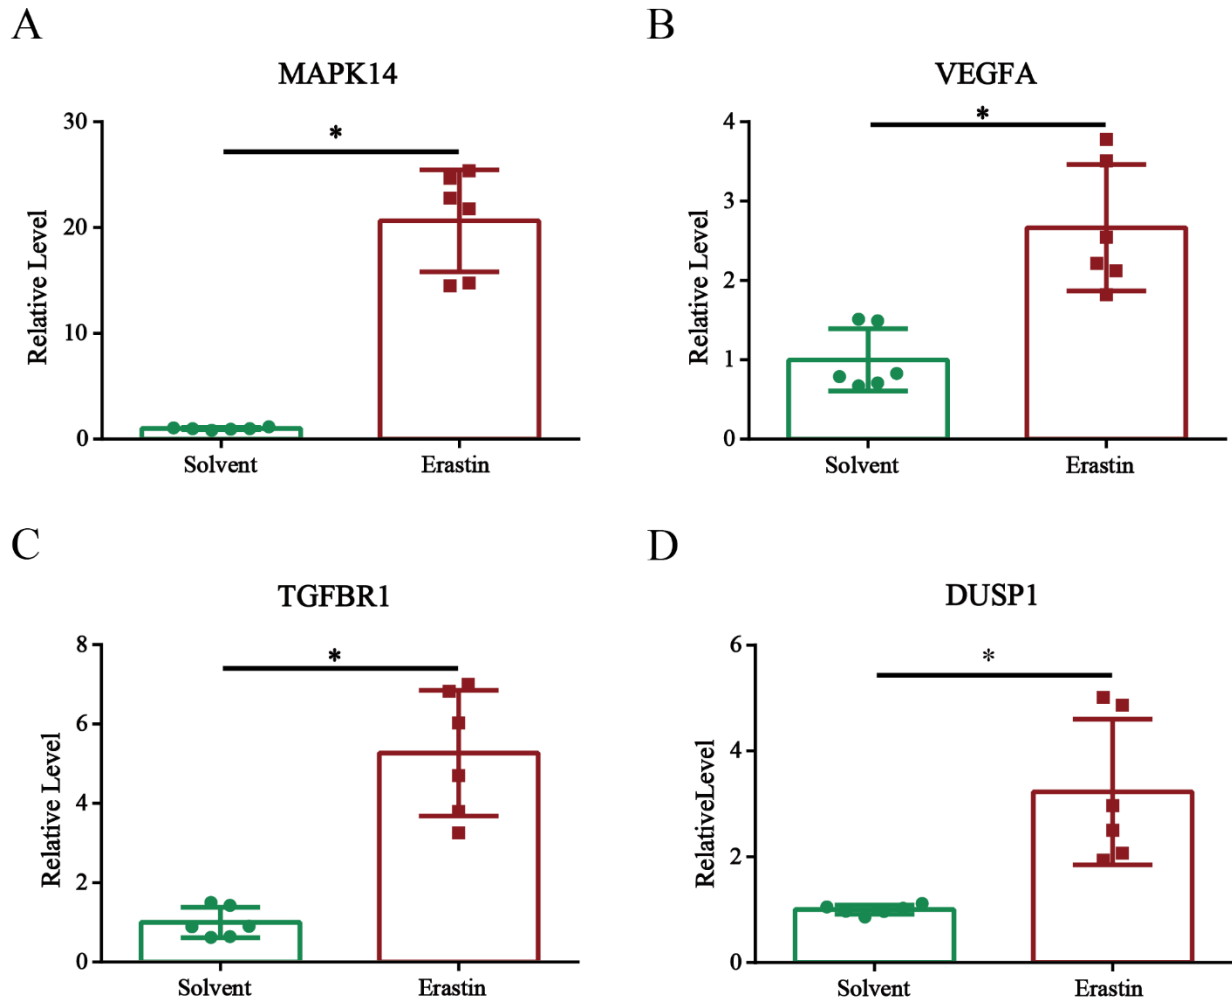 A
MAPK14
*
30
20
10
0
Relative Level
Solvent
Erastin
B
VEGFA
*
4
3
2
1
0
Relative Level
Solvent
Erastin
C
TGFBR1
*
8
6
4
2
0
Relative Level
Solvent
Erastin
D
DUSP1
*
6
4
2
0
RelativeLevel
Solvent
Erastin